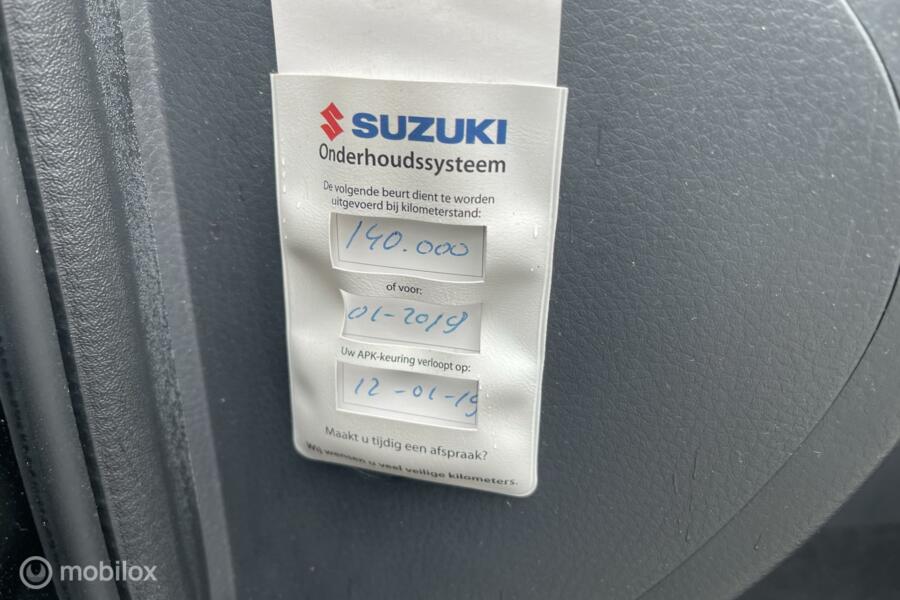 SUZUKI
Onderhoudssysteem
De volgende beurt dient te worden
uitgevoerd bij kilometerstand:
140.000
of voor:
01-2019
Uw APK-keuring verloopt op:
12-01-19
Maakt u tijdig een afspraak?
Wij wensen u veel veilige kilometers.
mobilox